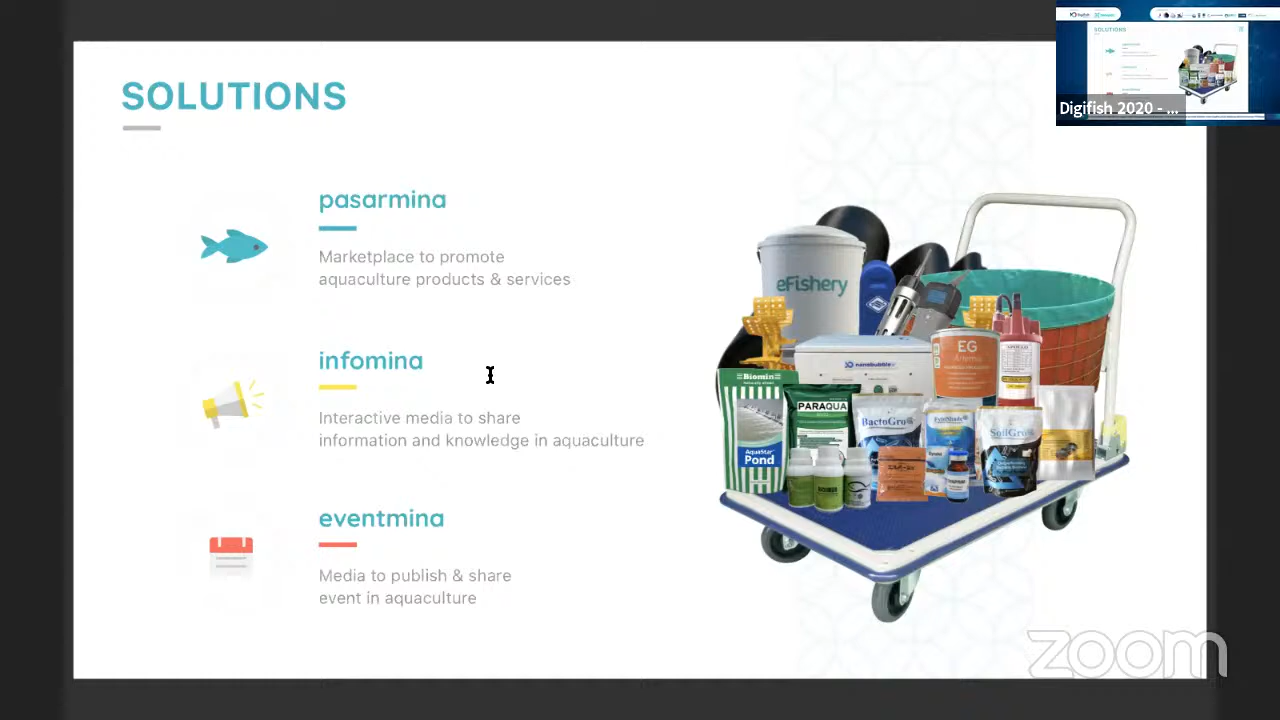 SOLUTIONS
Digifish 2020 - ...
pasarmina
Marketplace to promote
aquaculture products & services
infomina
Interactive media to share
information and knowledge in aquaculture
eventmina
Media to publish & share
event in aquaculture
eFishery
nanobubble
EG
Artemia
Biomin
PARAQUA
BactoGro
SoilGro
AquaStar
Pond
zoom